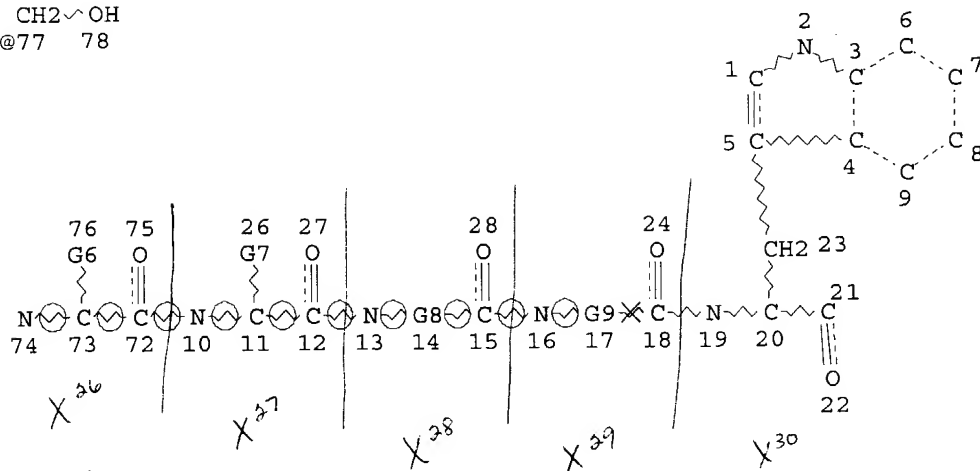 CH2 OH
@77 78
2
6
N
3
1
C
C
C
7
C
5
C
C
C
8
4
C
9
76 75 26 27 28 24
G6 O G7 O O O
CH2 23
21
N C C N C C N G8 C N G9 C N C C
74 73 72 10 11 12 13 14 15 16 17 18 19 20
O
22
X26 X27 X28 X29 X30